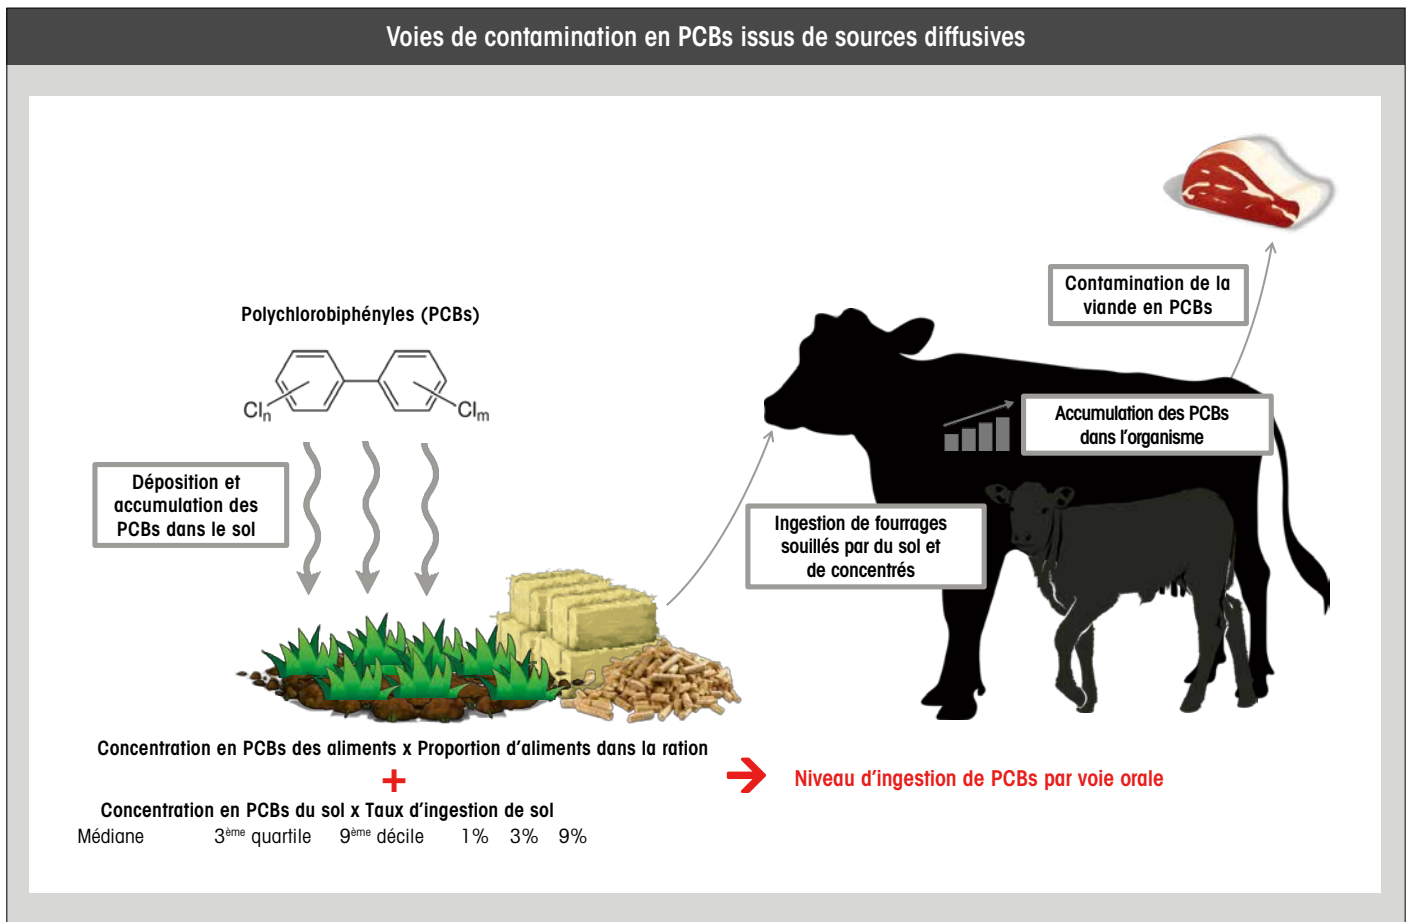 Voies de contamination en PCBs issus de sources diffusives
Contamination de la
viande en PCBs
Polychlorobiphényles (PCBs)
Cln
Clm
Accumulation des PCBs
dans l'organisme
Déposition et
accumulation des
PCBs dans le sol
Ingestion de fourrages
souillés par du sol et
de concentrés
Concentration en PCBs des aliments x Proportion d'aliments dans la ration
+
Niveau d'ingestion de PCBs par voie orale
Concentration en PCBs du sol x Taux d'ingestion de sol
Médiane 3ème quartile 9ème décile 1% 3% 9%